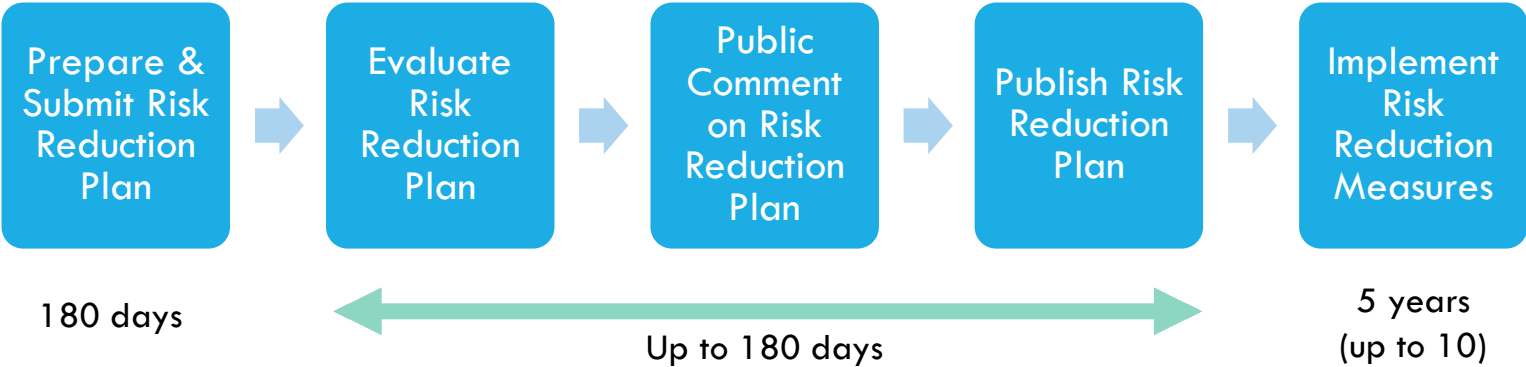 Prepare &
Submit Risk
Reduction
Plan
Evaluate
Risk
Reduction
Plan
Public
Comment
on Risk
Reduction
Plan
Publish Risk
Reduction
Plan
Implement
Risk
Reduction
Measures
180 days
Up to 180 days
5 years
(up to 10)